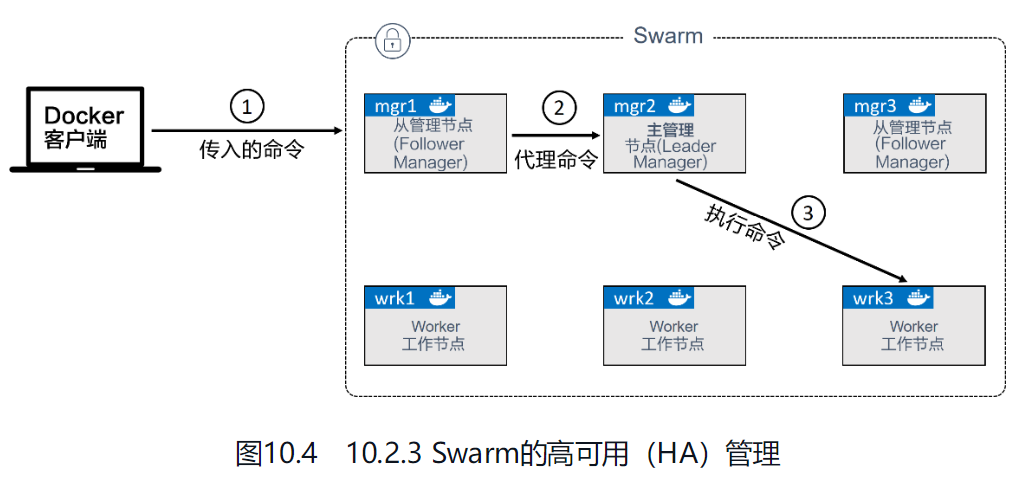 Swarm
Docker
客户端
1
传入的命令
mgr1
从管理节点
(Follower
Manager)
2
代理命令
mgr2
主管理
节点(Leader
Manager)
mgr3
从管理节点
(Follower
Manager)
3
执行命令
wrk1
Worker
工作节点
wrk2
Worker
工作节点
wrk3
Worker
工作节点
图10.4 10.2.3 Swarm的高可用（HA）管理